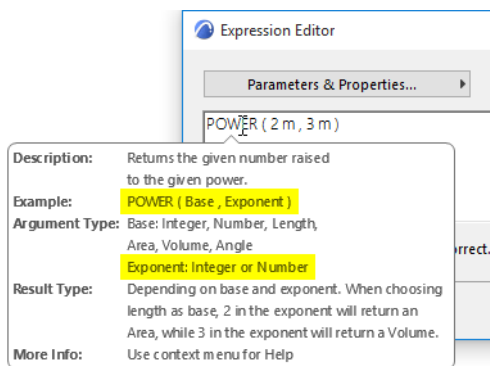 Expression Editor
Parameters & Properties...
POWER ( 2 m , 3 m )
Description: Returns the given number raised
to the given power.
Example: POWER ( Base , Exponent )
Argument Type: Base: Integer, Number, Length,
Area, Volume, Angle
Exponent: Integer or Number
Result Type: Depending on base and exponent. When choosing
length as base, 2 in the exponent will return an
Area, while 3 in the exponent will return a Volume.
More Info: Use context menu for Help